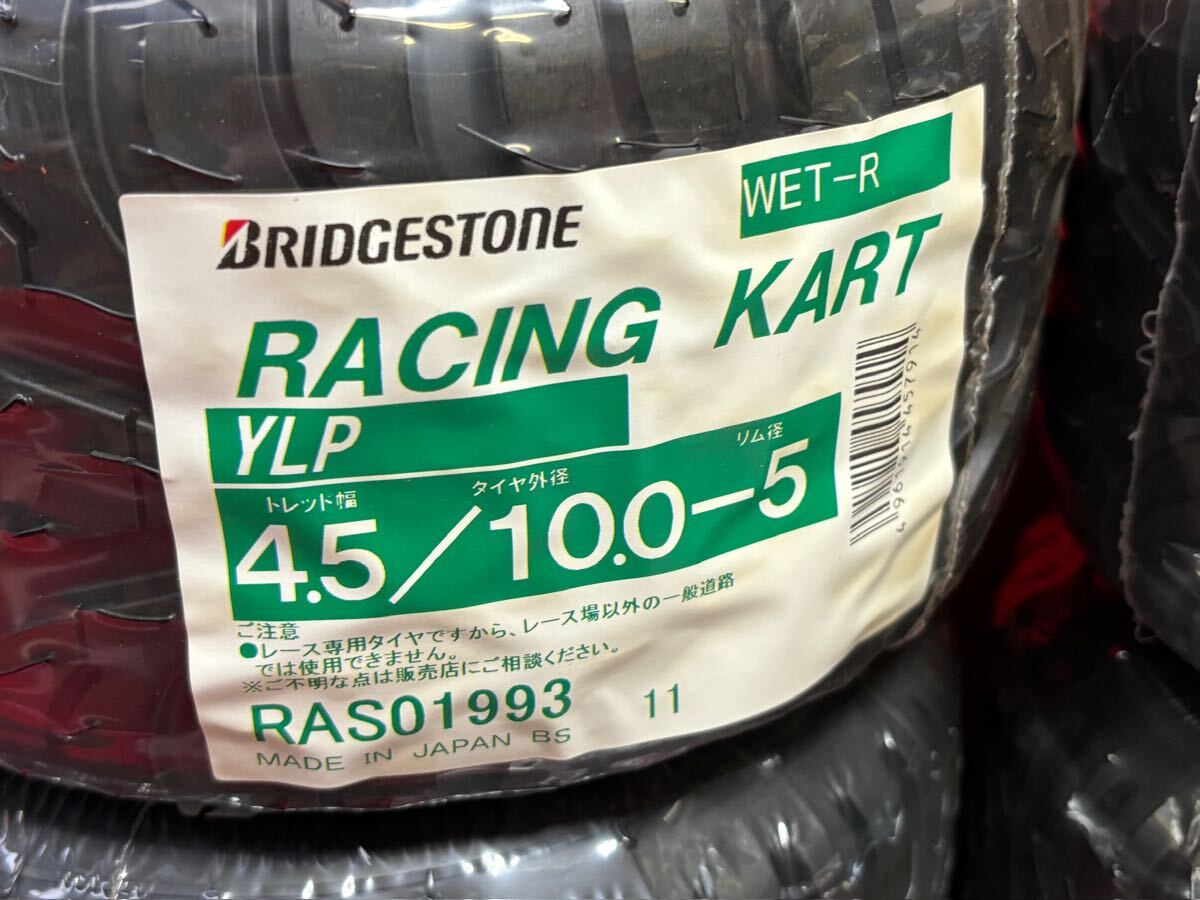 WET-R
BRIDGESTONE
RACING KART
YLP
トレッド幅 タイヤ外径 リム径
4.5/10.0-5
4961914457914
ご注意
●レース専用タイヤですから、レース場以外の一般道路
では使用できません。
※ご不明な点は販売店にご相談ください。
RAS01993 11
MADE IN JAPAN BS